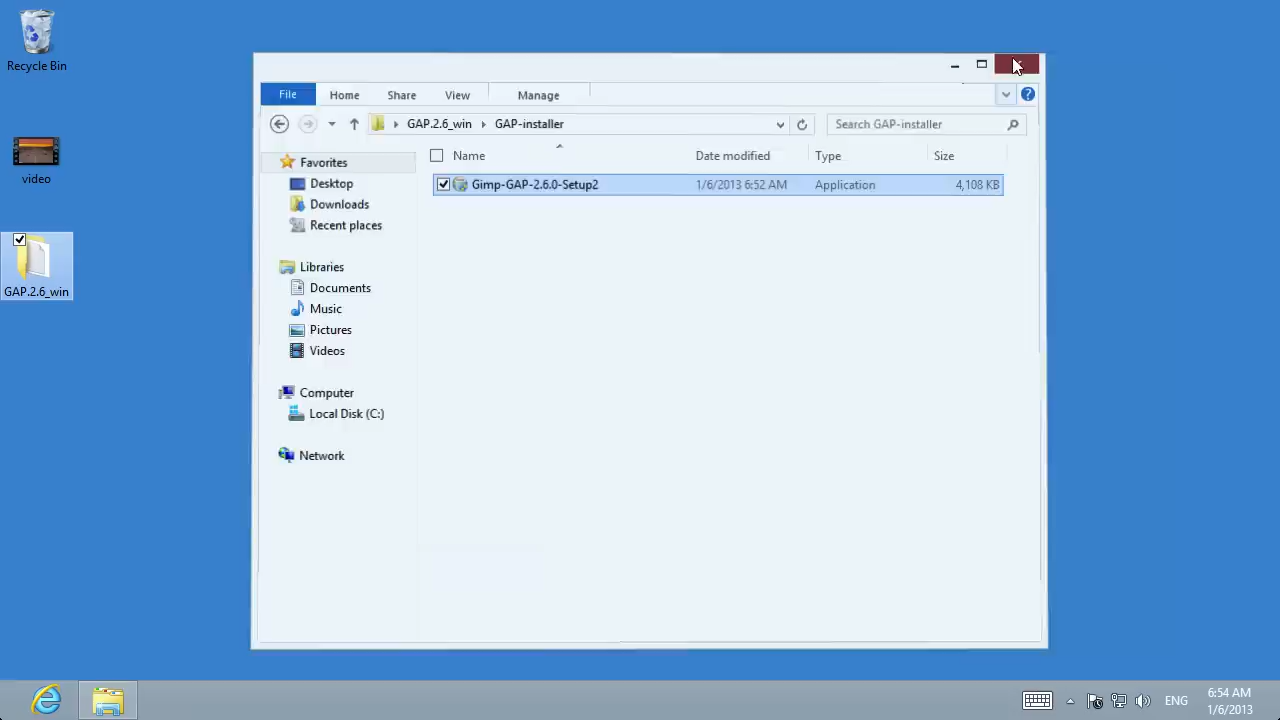 Recycle Bin
video
GAP.2.6_win
File Home Share View Manage
GAP.2.6_win GAP-installer
Search GAP-installer
Name Date modified Type Size
Gimp-GAP-2.6.0-Setup2 1/6/2013 6:52 AM Application 4,108 KB
Favorites
Desktop
Downloads
Recent places
Libraries
Documents
Music
Pictures
Videos
Computer
Local Disk (C:)
Network
ENG
6:54 AM
1/6/2013